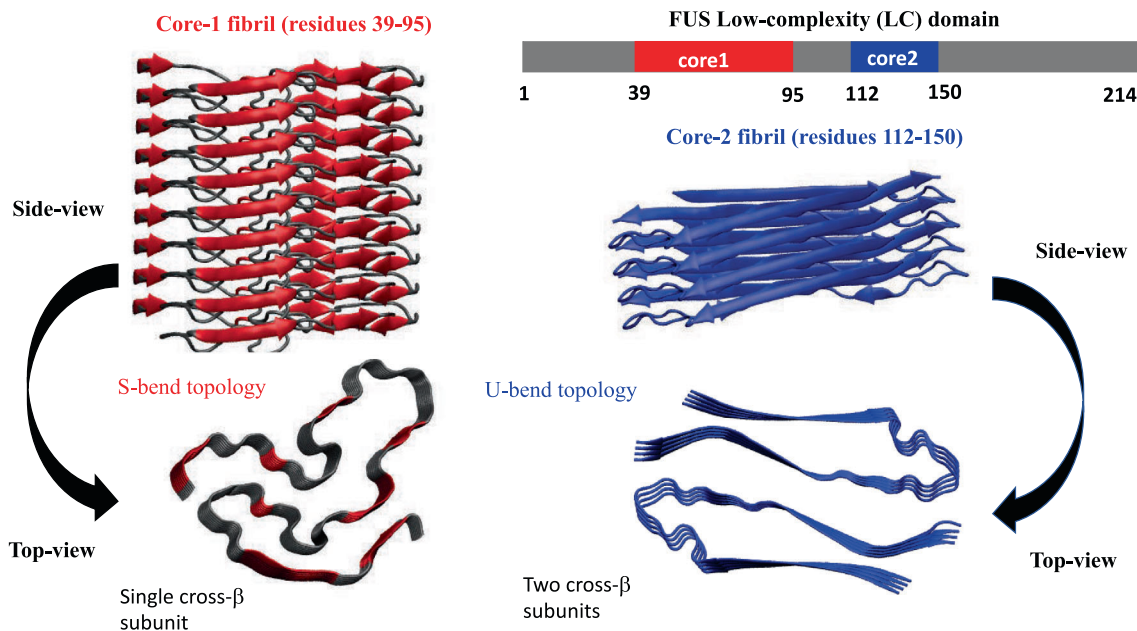 Core-1 fibril (residues 39-95)
FUS Low-complexity (LC) domain
core1
core2
1
39
95
112
150
214
Core-2 fibril (residues 112-150)
Side-view
Side-view
S-bend topology
U-bend topology
Top-view
Top-view
Single cross-β
subunit
Two cross-β
subunits